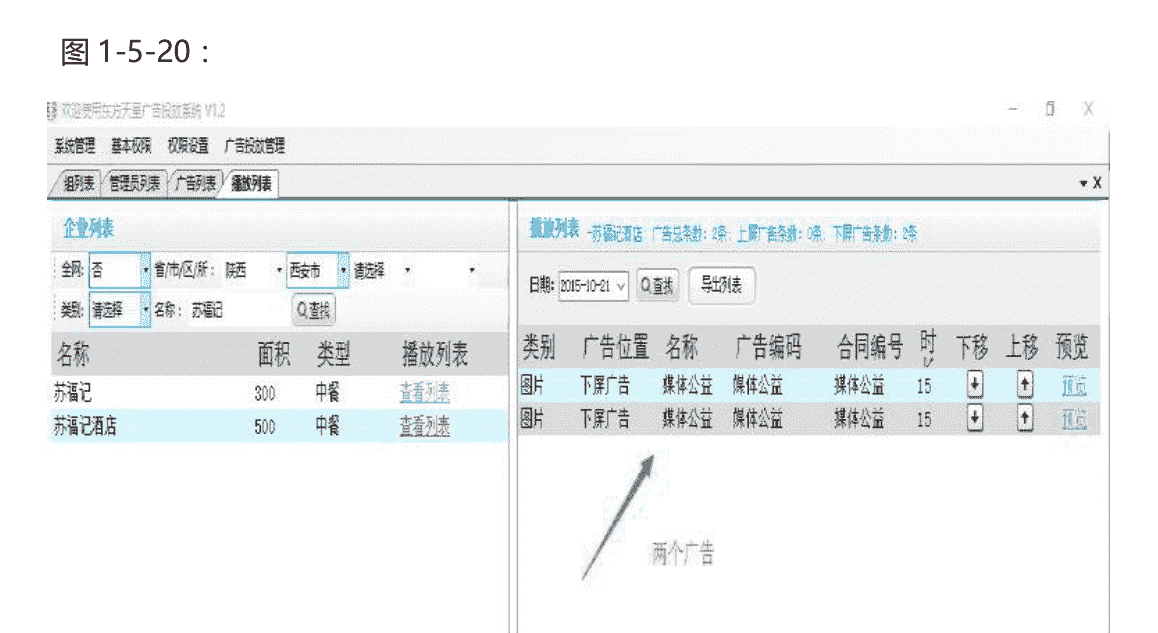 图 1-5-20：
欢迎使用东方天星广告投放系统 V1.2
系统管理 基本权限 权限设置 广告投放管理
组列表 管理员列表 广告列表 播放列表 X
企业列表
全网: 否 省/市/区/所: 陕西 西安市 请选择
类别: 请选择 名称: 苏福记 查找
名称 面积 类型 播放列表
苏福记 300 中餐 查看列表
苏福记酒店 500 中餐 查看列表
播放列表 -苏福记酒店 广告总条数: 2条, 上屏广告条数: 0条, 下屏广告条数: 2条
日期: 2015-10-21 查找 导出列表
类别 广告位置 名称 广告编码 合同编号 时 下移 上移 预览
图片 下屏广告 媒体公益 媒体公益 媒体公益 15 预览
图片 下屏广告 媒体公益 媒体公益 媒体公益 15 预览
两个广告